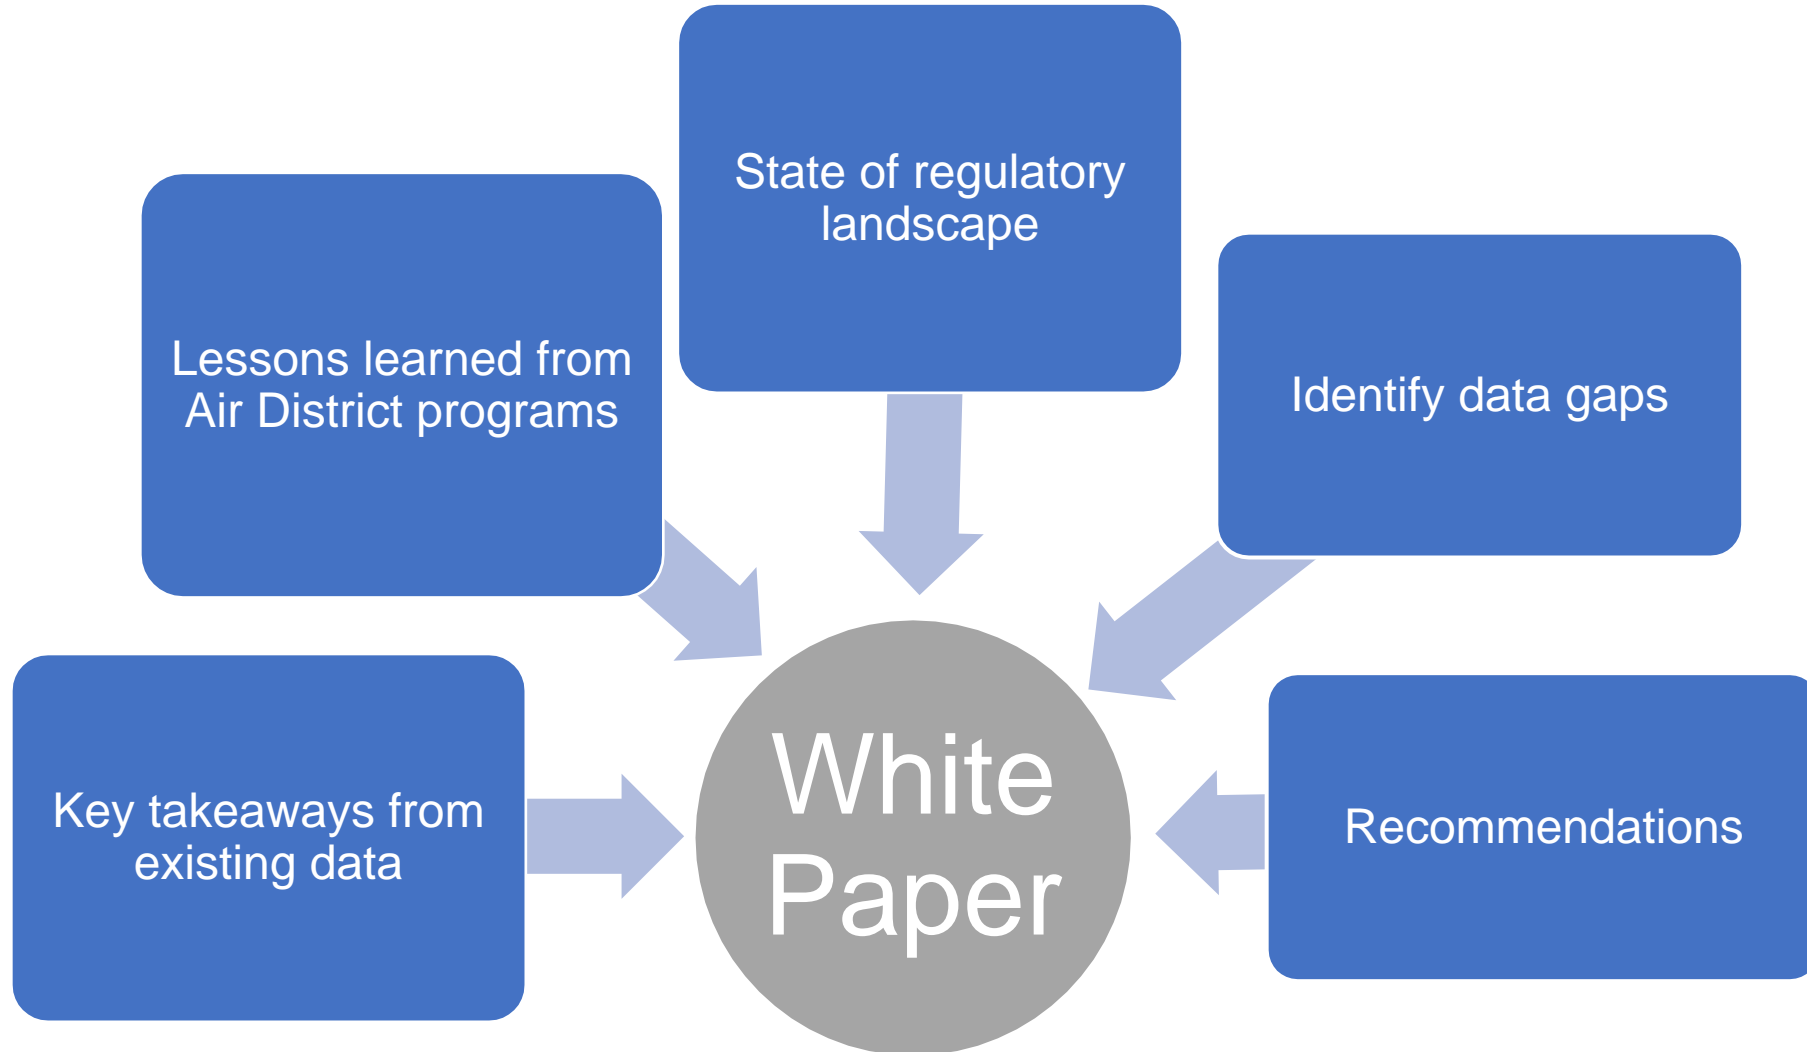 State of regulatory
landscape
Lessons learned from
Air District programs
Identify data gaps
Key takeaways from
existing data
White
Paper
Recommendations